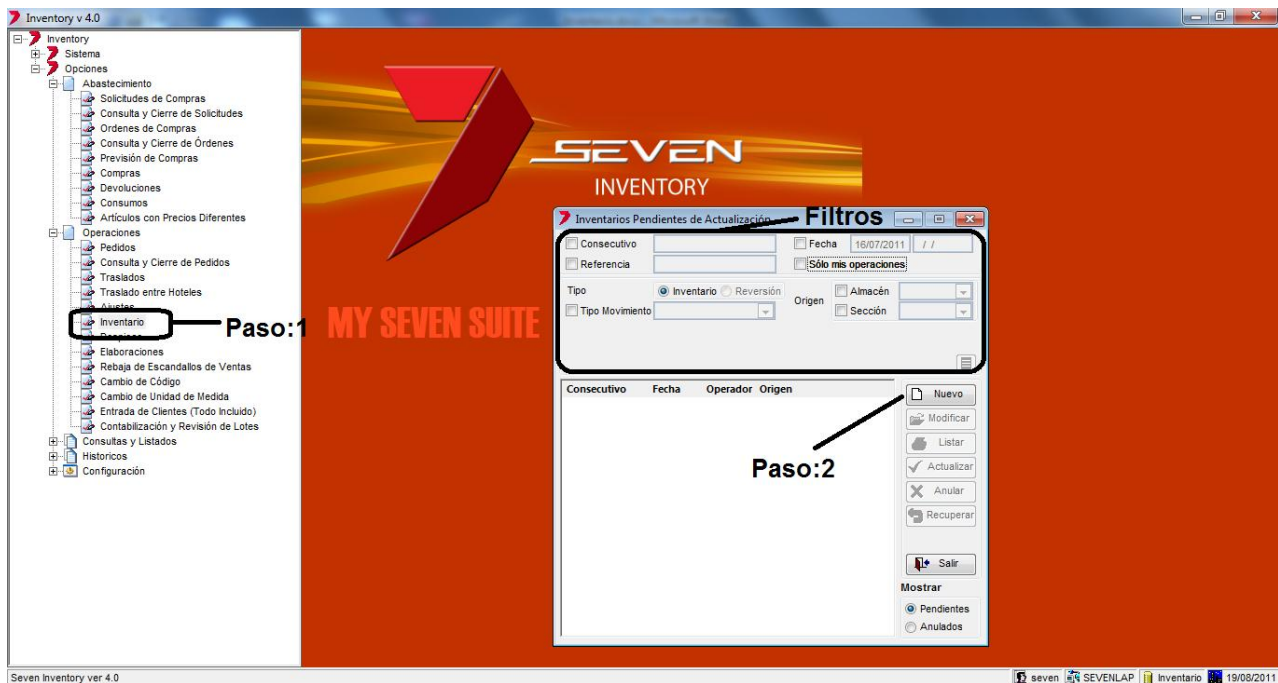 Inventory v 4.0
Inventory
Sistema
Opciones
Abastecimiento
Solicitudes de Compras
Consulta y Cierre de Solicitudes
Ordenes de Compras
Consulta y Cierre de Órdenes
Previsión de Compras
Compras
Devoluciones
Consumos
Artículos con Precios Diferentes
Operaciones
Pedidos
Consulta y Cierre de Pedidos
Traslados
Traslado entre Hoteles
Ajustes
Inventario
Elaboraciones
Rebaja de Escandallos de Ventas
Cambio de Código
Cambio de Unidad de Medida
Entrada de Clientes (Todo Incluido)
Contabilización y Revisión de Lotes
Consultas y Listados
Historicos
Configuración
Paso:1
SEVEN
INVENTORY
MY SEVEN SUITE
Inventarios Pendientes de Actualización
Filtros
Consecutivo Fecha 16/07/2011 / /
Referencia Sólo mis operaciones
Tipo Inventario Reversión Origen Almacén
Tipo Movimiento Sección
Consecutivo Fecha Operador Origen
Nuevo
Modificar
Listar
Actualizar
Anular
Recuperar
Salir
Mostrar
Pendientes
Anulados
Paso:2
Seven Inventory ver 4.0 seven SEVENLAP Inventario 19/08/2011